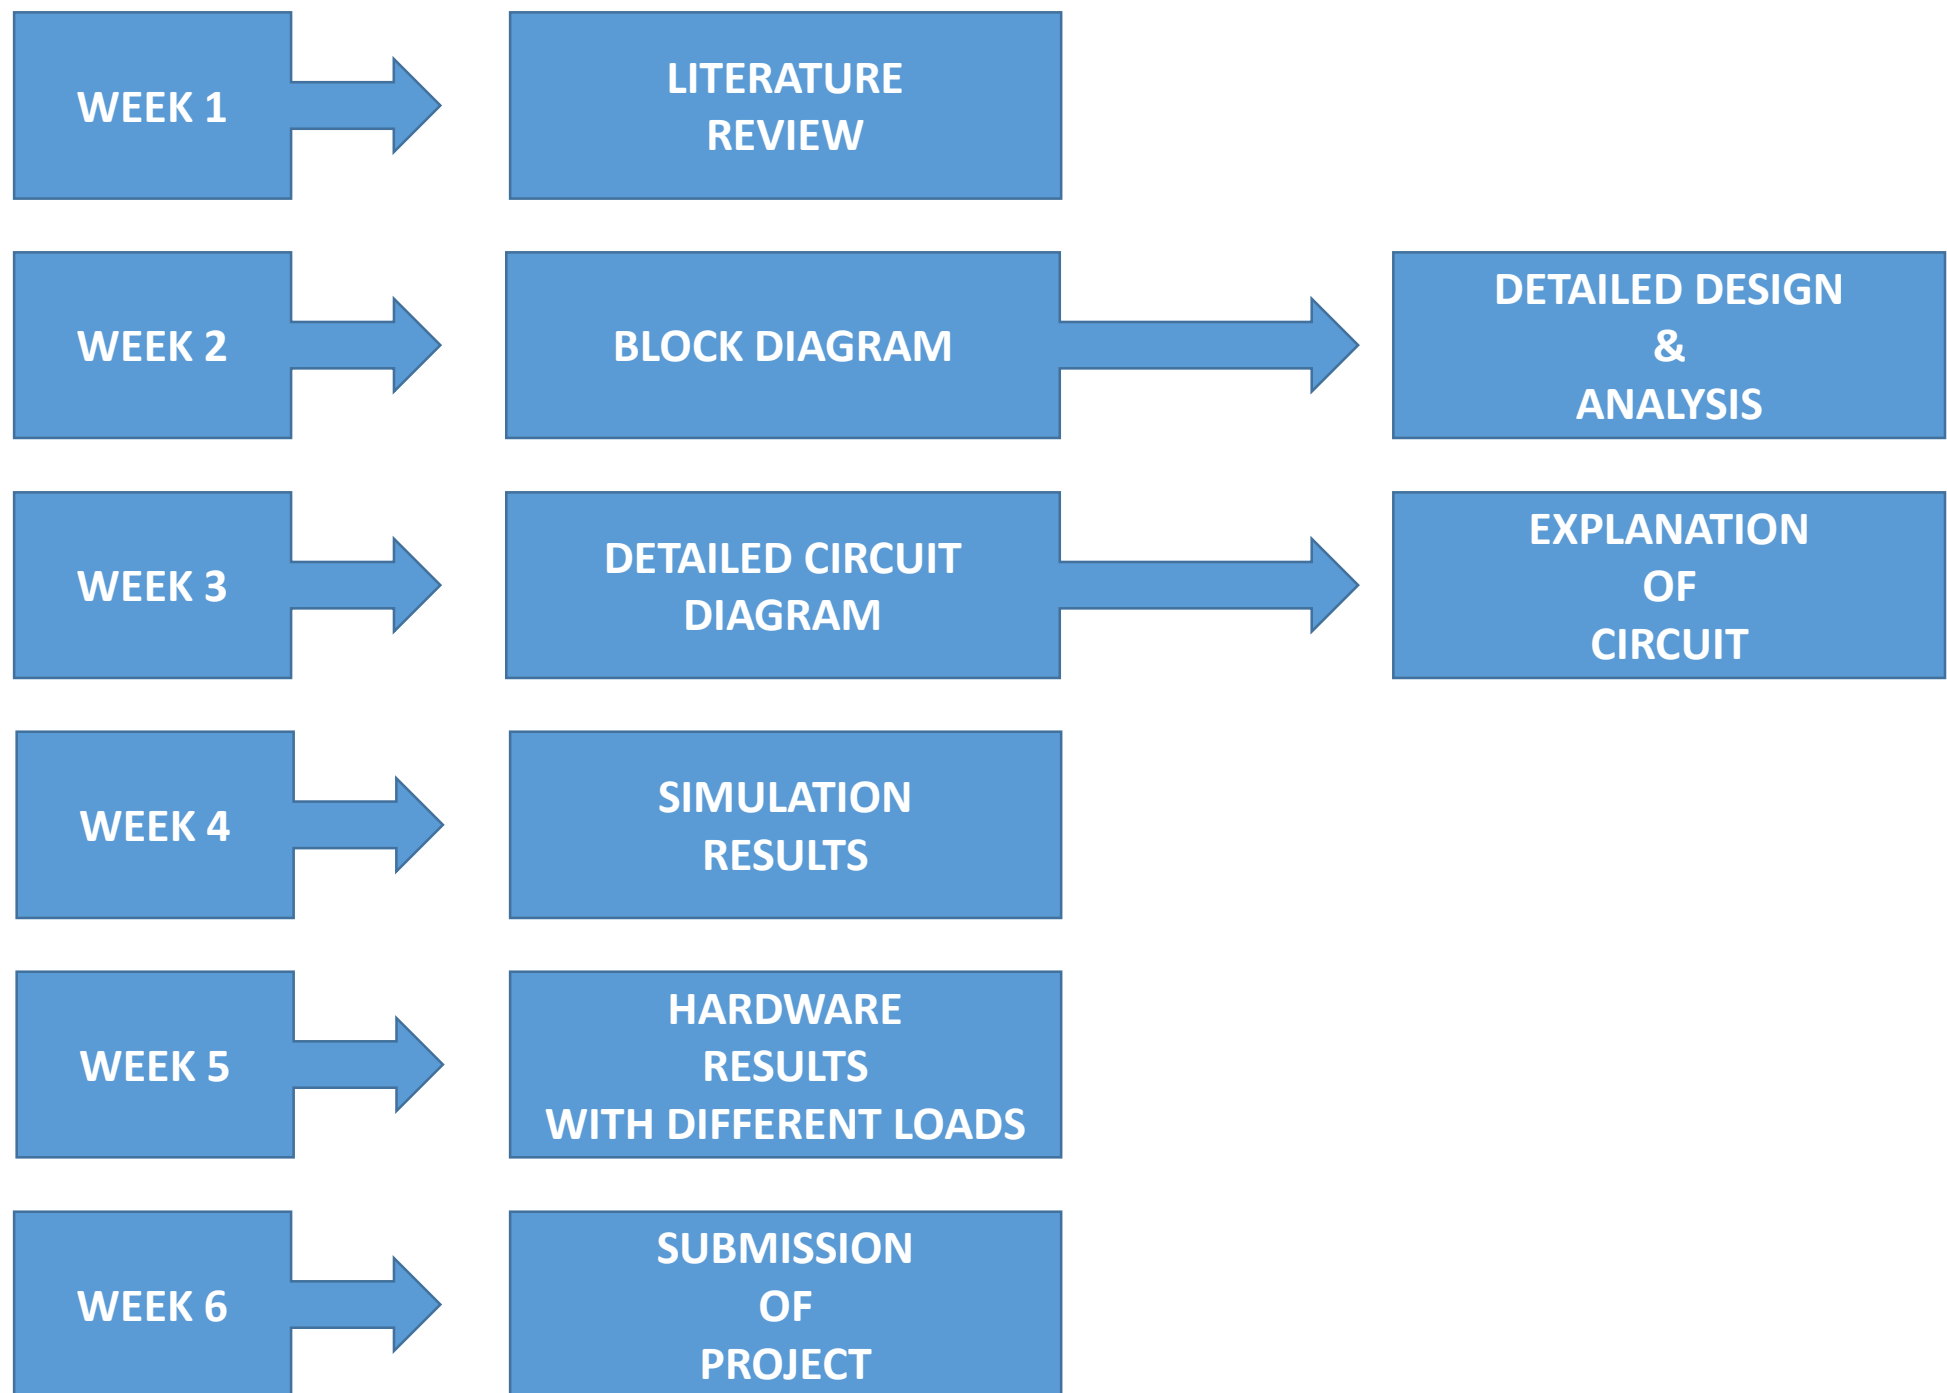 WEEK 1
LITERATURE
REVIEW
WEEK 2
BLOCK DIAGRAM
DETAILED DESIGN
&
ANALYSIS
WEEK 3
DETAILED CIRCUIT
DIAGRAM
EXPLANATION
OF
CIRCUIT
WEEK 4
SIMULATION
RESULTS
WEEK 5
HARDWARE
RESULTS
WITH DIFFERENT LOADS
WEEK 6
SUBMISSION
OF
PROJECT